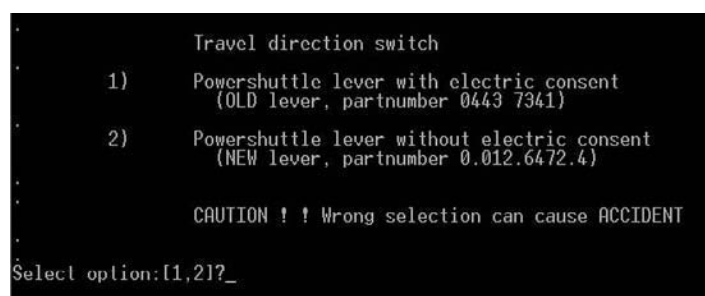 Travel direction switch
1) Powershuttle lever with electric consent
(OLD lever, partnumber 0443 7341)
2) Powershuttle lever without electric consent
(NEW lever, partnumber 0.012.6472.4)
CAUTION ! ! Wrong selection can cause ACCIDENT
Select option:[1,2]?_